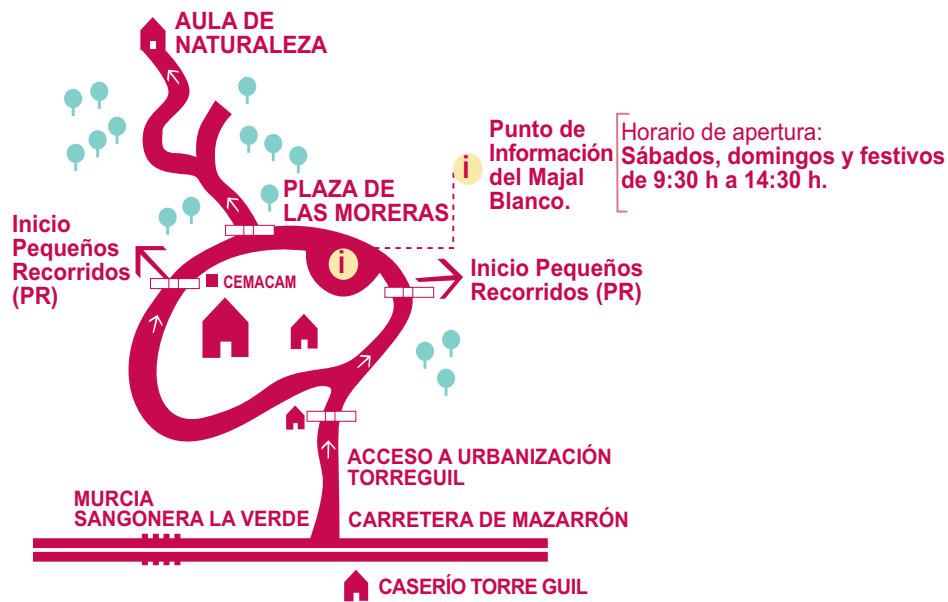 AULA DE
NATURALEZA
Punto de
Información
del Majal
Blanco.
i
Horario de apertura:
Sábados, domingos y festivos
de 9:30 h a 14:30 h.
PLAZA DE
LAS MORERAS
Inicio
Pequeños
Recorridos
(PR)
i
CEMACAM
Inicio Pequeños
Recorridos (PR)
ACCESO A URBANIZACIÓN
TORREGUIL
MURCIA
SANGONERA LA VERDE
CARRETERA DE MAZARRÓN
CASERÍO TORRE GUIL